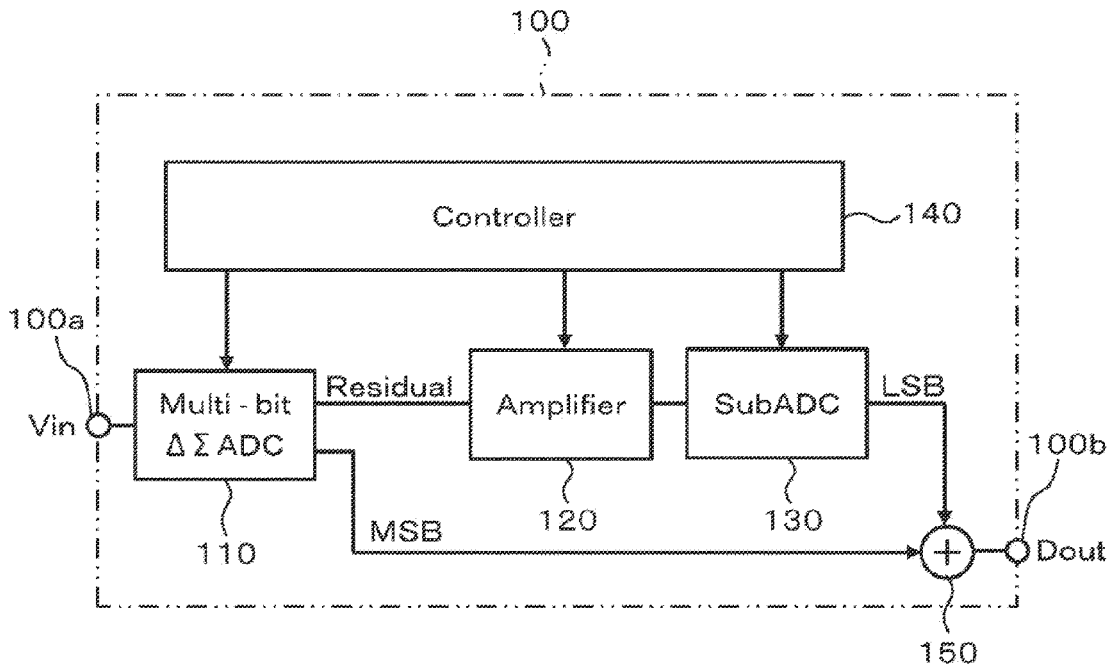 100
Controller
140
100a
Residual
LSB
Vin
Multi - bit
ΔΣ ADC
Amplifier
SubADC
100b
110
MSB
120
130
Dout
150